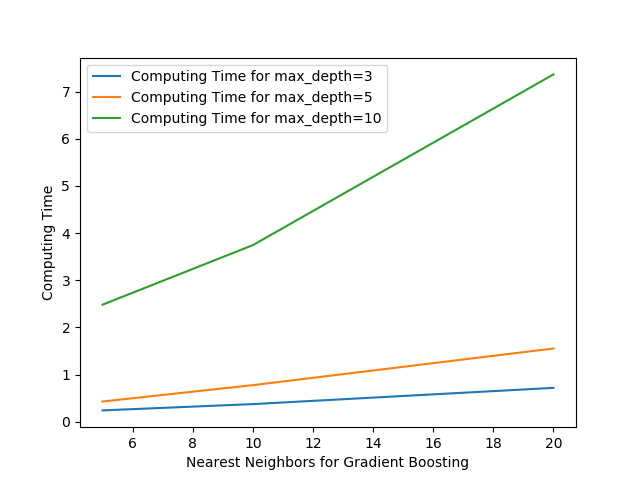 Computing Time for max_depth=3
Computing Time for max_depth=5
Computing Time for max_depth=10
7
6
5
4
3
2
1
0
Computing Time
6 8 10 12 14 16 18 20
Nearest Neighbors for Gradient Boosting